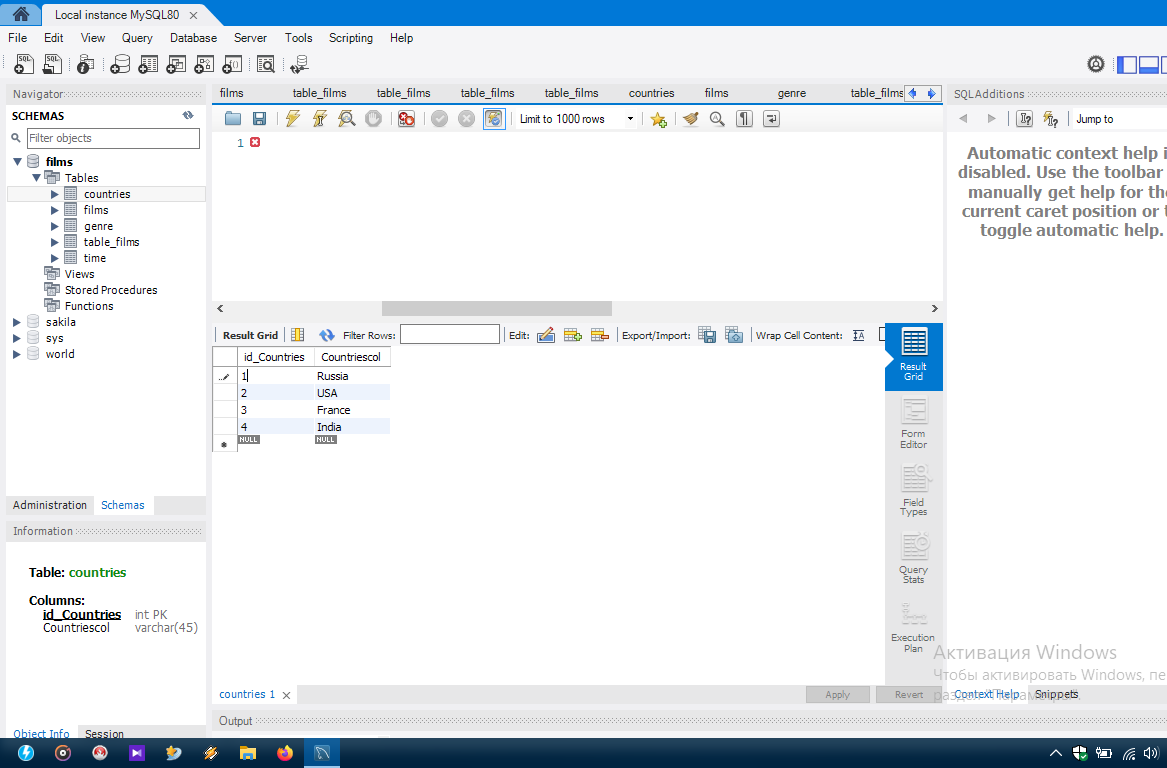 Local instance MySQL80
File Edit View Query Database Server Tools Scripting Help
Navigator
SCHEMAS
Filter objects
films
Tables
countries
films
genre
table_films
time
Views
Stored Procedures
Functions
sakila
sys
world
Administration Schemas
Information
Table: countries
Columns:
id_Countries int PK
Countriescol varchar(45)
Object Info Session
films table_films table_films table_films table_films countries films genre table_films
Limit to 1000 rows
1
Result Grid Filter Rows: Edit: Export/Import: Wrap Cell Content:
id_Countries Countriescol
1 Russia
2 USA
3 France
4 India
NULL NULL
Result
Grid
Form
Editor
Field
Types
Query
Stats
Execution
Plan
countries 1 Apply Revert
Output
SQLAdditions
Jump to
Automatic context help i
disabled. Use the toolbar
manually get help for the
current caret position or t
toggle automatic help.
Активация Windows
Чтобы активировать Windows, пе
Context Help Snippets